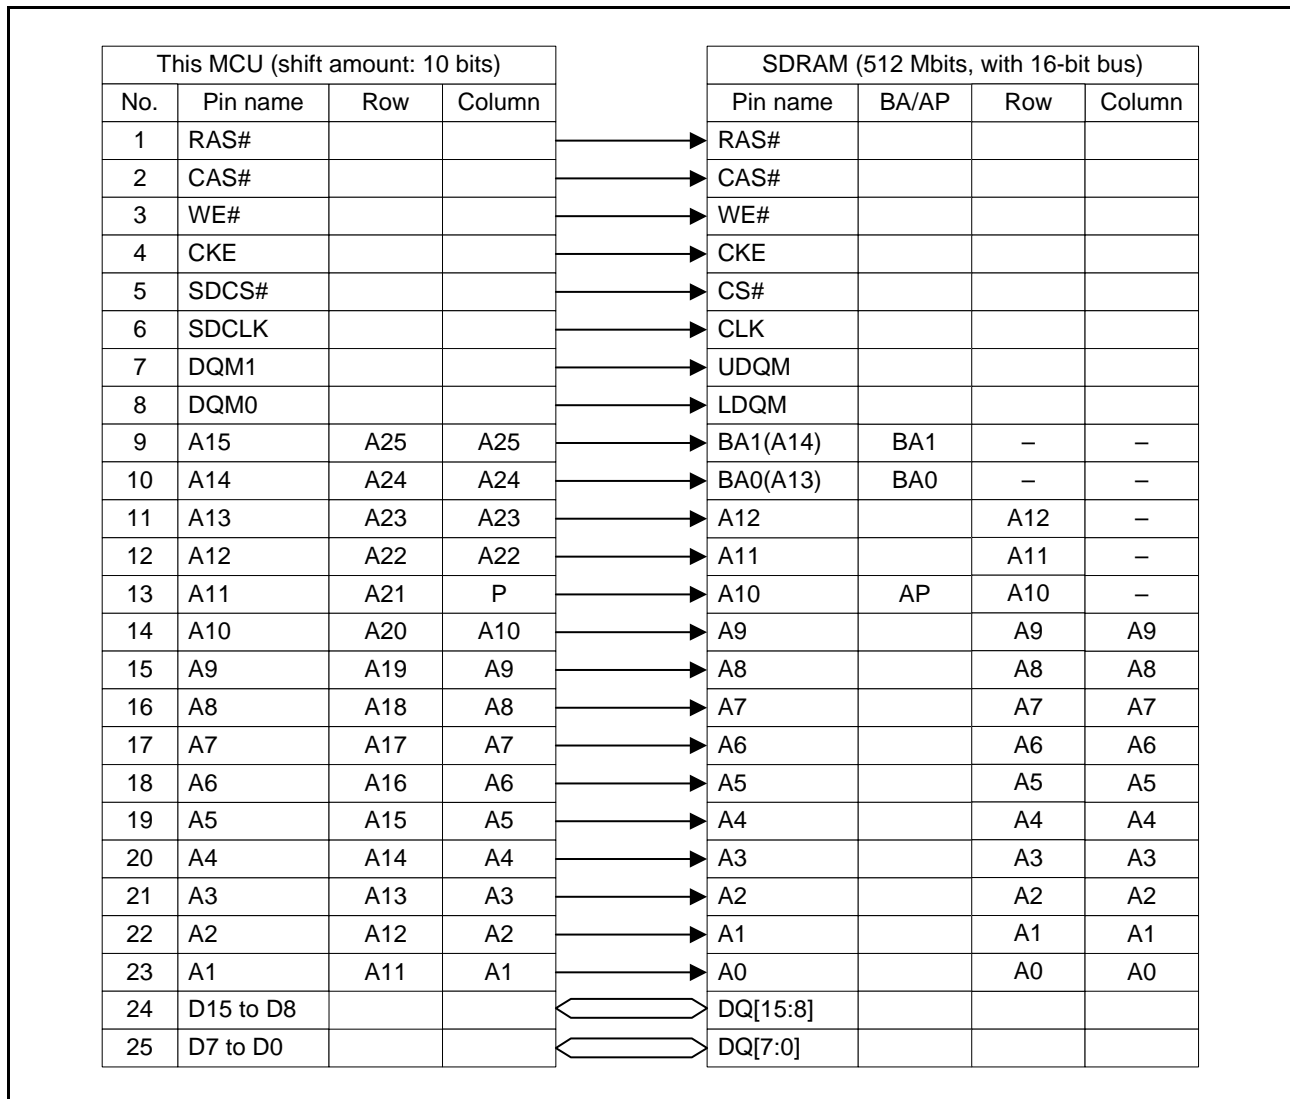 This MCU (shift amount: 10 bits) SDRAM (512 Mbits, with 16-bit bus)
No. Pin name Row Column Pin name BA/AP Row Column
1 RAS# RAS#
2 CAS# CAS#
3 WE# WE#
4 CKE CKE
5 SDCS# CS#
6 SDCLK CLK
7 DQM1 UDQM
8 DQM0 LDQM
9 A15 A25 A25 BA1(A14) BA1 – –
10 A14 A24 A24 BA0(A13) BA0 – –
11 A13 A23 A23 A12 A12 –
12 A12 A22 A22 A11 A11 –
13 A11 A21 P A10 AP A10 –
14 A10 A20 A10 A9 A9 A9
15 A9 A19 A9 A8 A8 A8
16 A8 A18 A8 A7 A7 A7
17 A7 A17 A7 A6 A6 A6
18 A6 A16 A6 A5 A5 A5
19 A5 A15 A5 A4 A4 A4
20 A4 A14 A4 A3 A3 A3
21 A3 A13 A3 A2 A2 A2
22 A2 A12 A2 A1 A1 A1
23 A1 A11 A1 A0 A0 A0
24 D15 to D8 DQ[15:8]
25 D7 to D0 DQ[7:0]